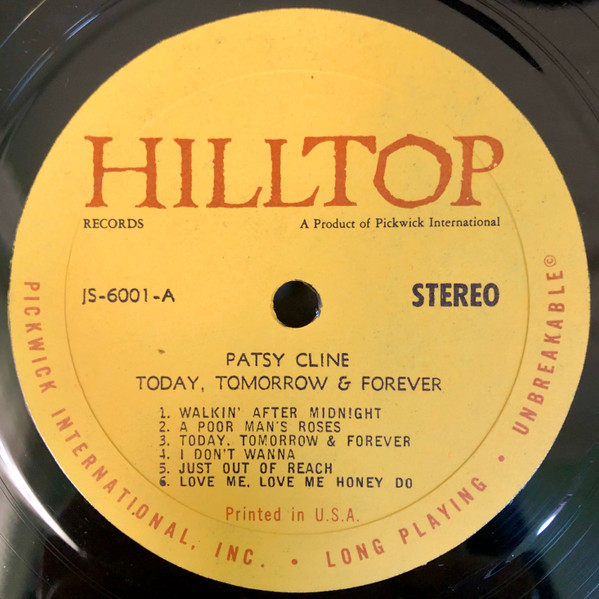 HILLTOP
RECORDS
A Product of Pickwick International
JS-6001-A
STEREO
PATSY CLINE
TODAY, TOMORROW & FOREVER
1. WALKIN' AFTER MIDNIGHT
2. A POOR MAN'S ROSES
3. TODAY, TOMORROW & FOREVER
4. I DON'T WANNA
5. JUST OUT OF REACH
6. LOVE ME, LOVE ME HONEY DO
Printed in U.S.A.
PICKWICK INTERNATIONAL, INC. • LONG PLAYING • UNBREAKABLE©